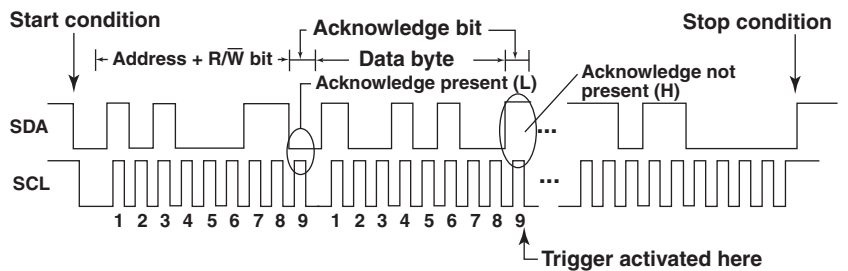 Start condition
Acknowledge bit
Stop condition
Address + R/W̅ bit
Data byte
Acknowledge present (L)
Acknowledge not
present (H)
SDA
...
SCL
...
1 2 3 4 5 6 7 8 9 1 2 3 4 5 6 7 8 9
Trigger activated here